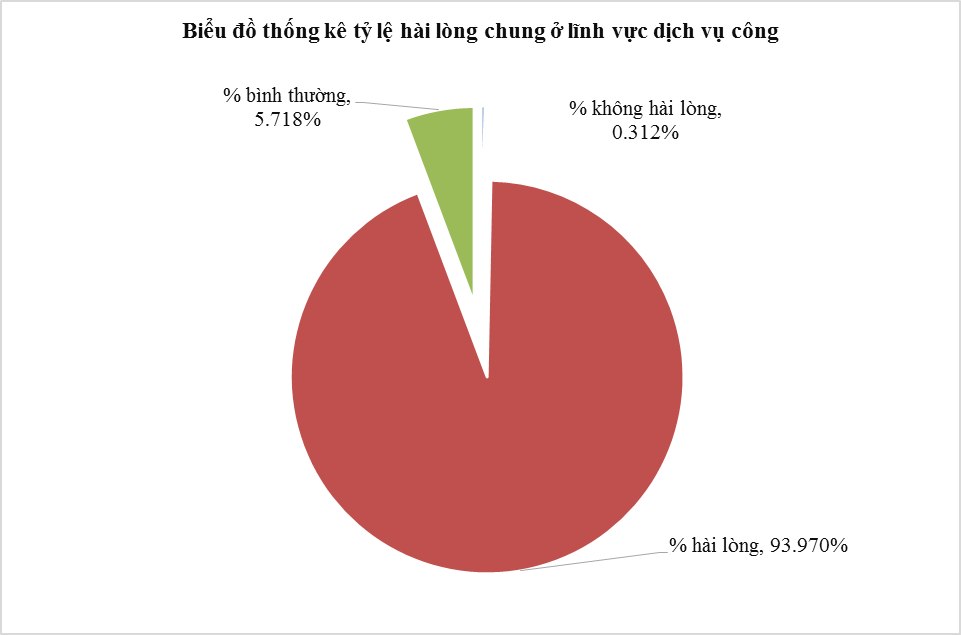 Biểu đồ thống kê tỷ lệ hài lòng chung ở lĩnh vực dịch vụ công
% bình thường,
5.718%
% không hài lòng,
0.312%
% hài lòng, 93.970%